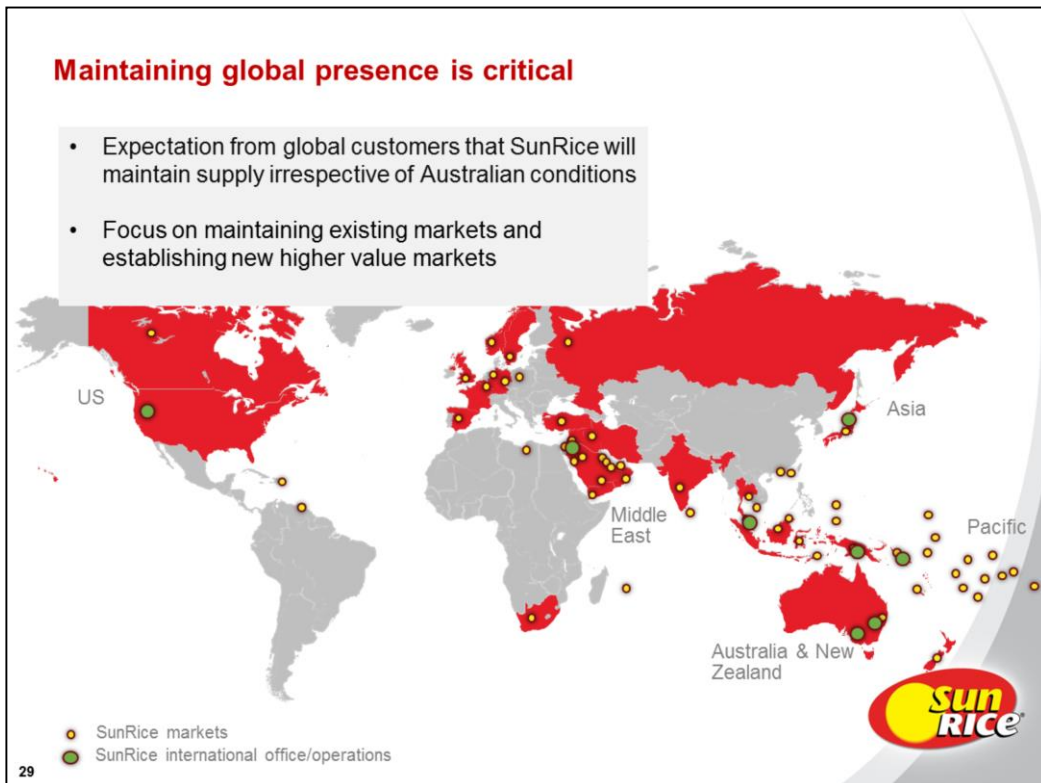 Maintaining global presence is critical
• Expectation from global customers that SunRice will
maintain supply irrespective of Australian conditions
• Focus on maintaining existing markets and
establishing new higher value markets
US
Asia
Middle
East
Pacific
Australia & New
Zealand
SunRice markets
SunRice international office/operations
Sun
RICE®
29